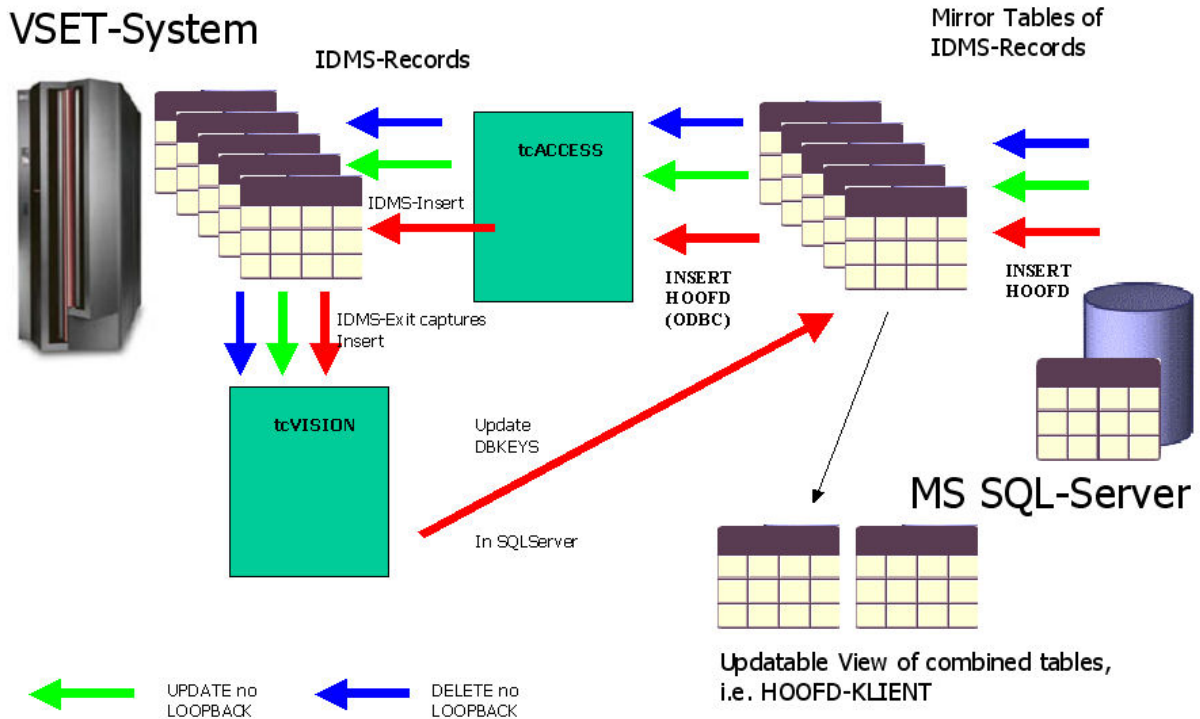 VSET-System
IDMS-Records
Mirror Tables of
IDMS-Records
tcACCESS
IDMS-Insert
INSERT
HOOFD
(ODBC)
INSERT
HOOFD
IDMS-Exit captures
Insert
tcVISION
Update
DBKEYS
In SQLServer
MS SQL-Server
Updatable View of combined tables,
i.e. HOOFD-KLIENT
UPDATE no
LOOPBACK
DELETE no
LOOPBACK